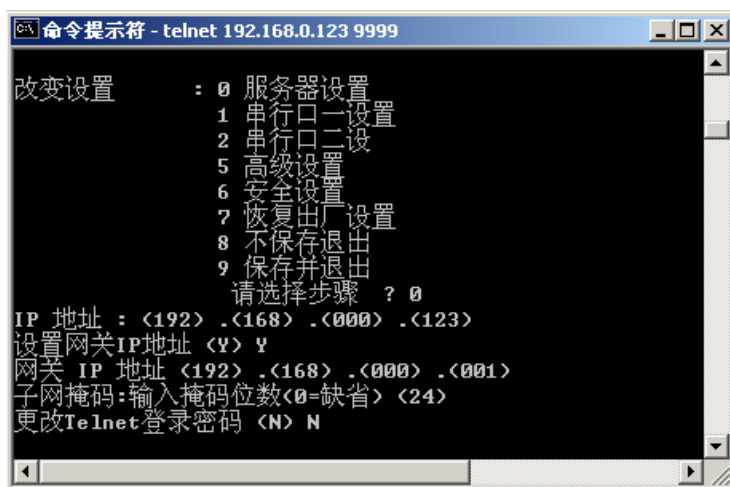 命令提示符 - telnet 192.168.0.123 9999
改变设置 : 0 服务器设置
1 串行口一设置
2 串行口二设
5 高级设置
6 安全设置
7 恢复出厂设置
8 不保存退出
9 保存并退出
请选择步骤 ? 0
IP 地址 : (192) .(168) .(000) .(123)
设置网关IP地址 (Y) Y
网关 IP 地址 (192) .(168) .(000) .(001)
子网掩码:输入掩码位数(0=缺省) (24)
更改Telnet登录密码 (N) N